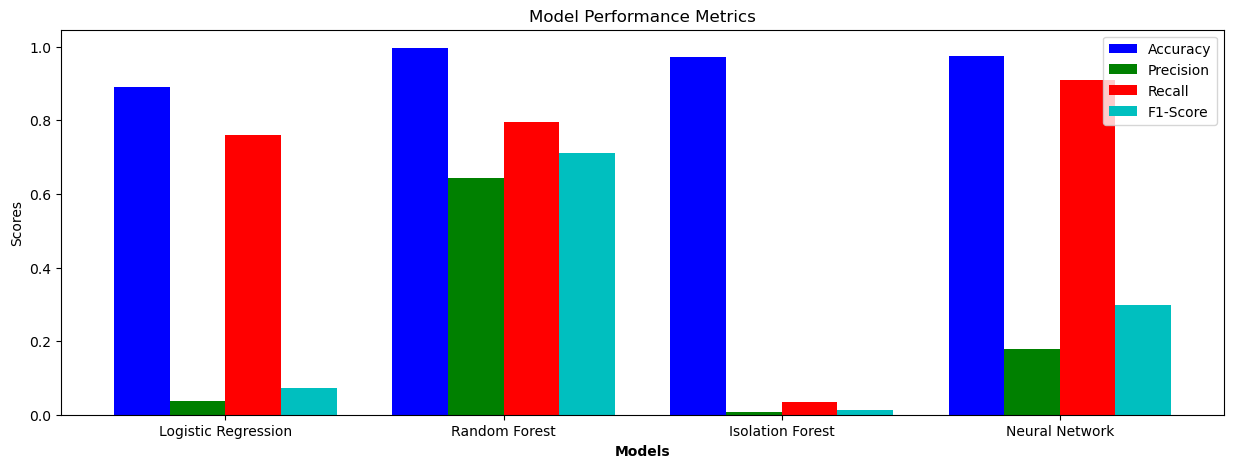 Model Performance Metrics
1.0
0.8
0.6
0.4
0.2
0.0
Scores
Accuracy
Precision
Recall
F1-Score
Logistic Regression
Random Forest
Isolation Forest
Neural Network
Models